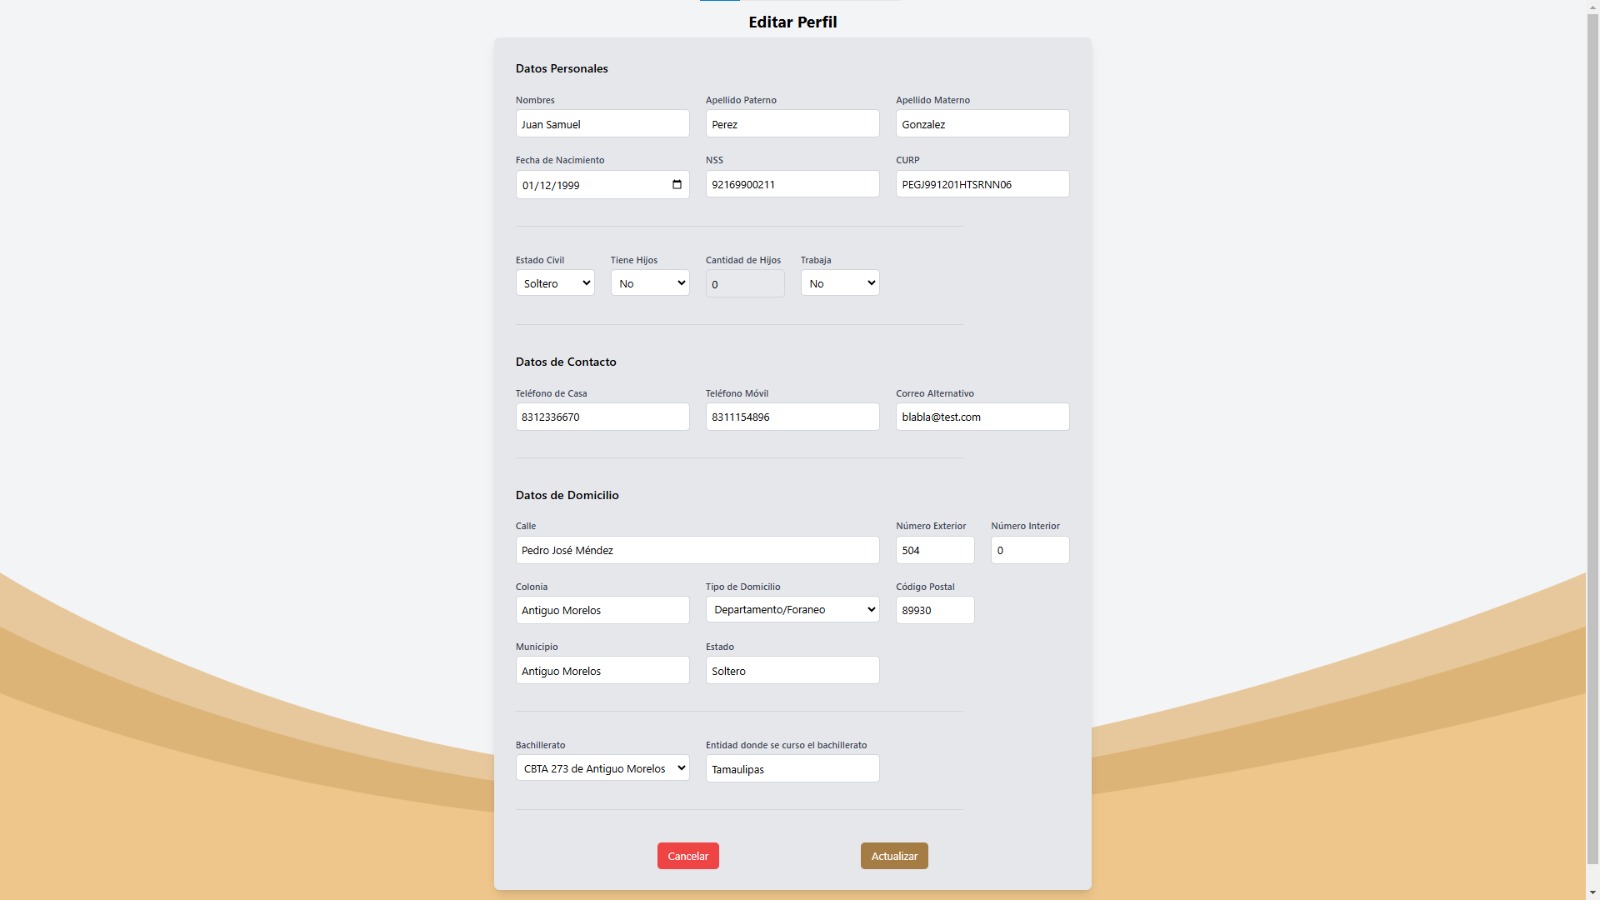 Editar Perfil
Datos Personales
Nombres Apellido Paterno Apellido Materno
Juan Samuel Perez Gonzalez
Fecha de Nacimiento NSS CURP
01/12/1999 92169900211 PEGJ991201HTSRNN06
Estado Civil Tiene Hijos Cantidad de Hijos Trabaja
Soltero No 0 No
Datos de Contacto
Teléfono de Casa Teléfono Móvil Correo Alternativo
8312336670 8311154896 blabla@test.com
Datos de Domicilio
Calle Número Exterior Número Interior
Pedro José Méndez 504 0
Colonia Tipo de Domicilio Código Postal
Antiguo Morelos Departamento/Foraneo 89930
Municipio Estado
Antiguo Morelos Soltero
Bachillerato Entidad donde se curso el bachillerato
CBTA 273 de Antiguo Morelos Tamaulipas
Cancelar Actualizar